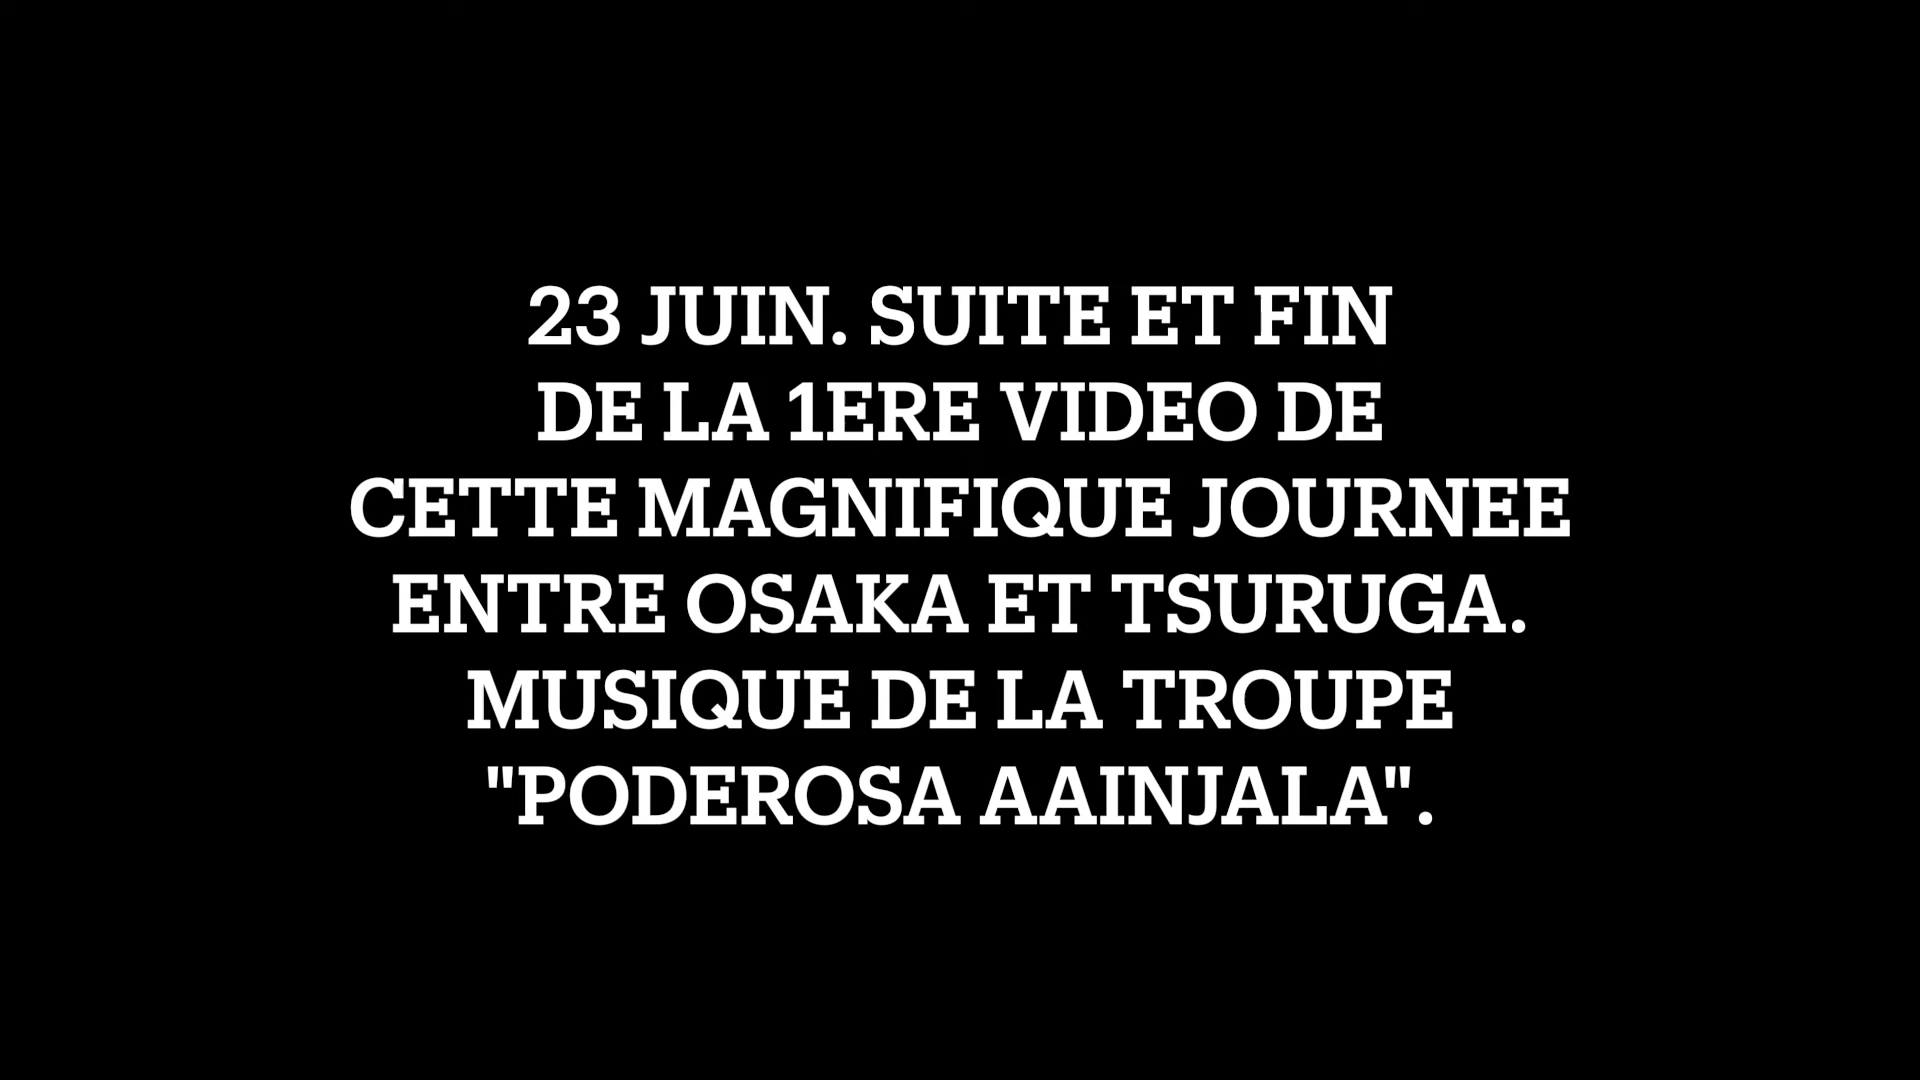 23 JUIN. SUITE ET FIN
DE LA 1ERE VIDEO DE
CETTE MAGNIFIQUE JOURNEE
ENTRE OSAKA ET TSURUGA.
MUSIQUE DE LA TROUPE
"PODEROSA AAINJALA".